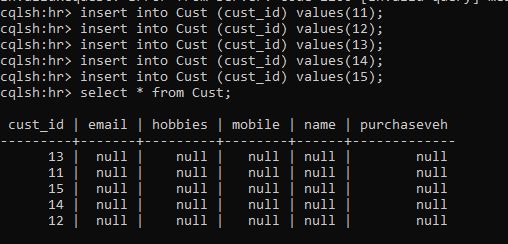 cqlsh:hr> insert into Cust (cust_id) values(11);
cqlsh:hr> insert into Cust (cust_id) values(12);
cqlsh:hr> insert into Cust (cust_id) values(13);
cqlsh:hr> insert into Cust (cust_id) values(14);
cqlsh:hr> insert into Cust (cust_id) values(15);
cqlsh:hr> select * from Cust;
cust_id | email | hobbies | mobile | name | purchaseveh
---------+-------+---------+--------+------+-------------
13 | null | null | null | null | null
11 | null | null | null | null | null
15 | null | null | null | null | null
14 | null | null | null | null | null
12 | null | null | null | null | null